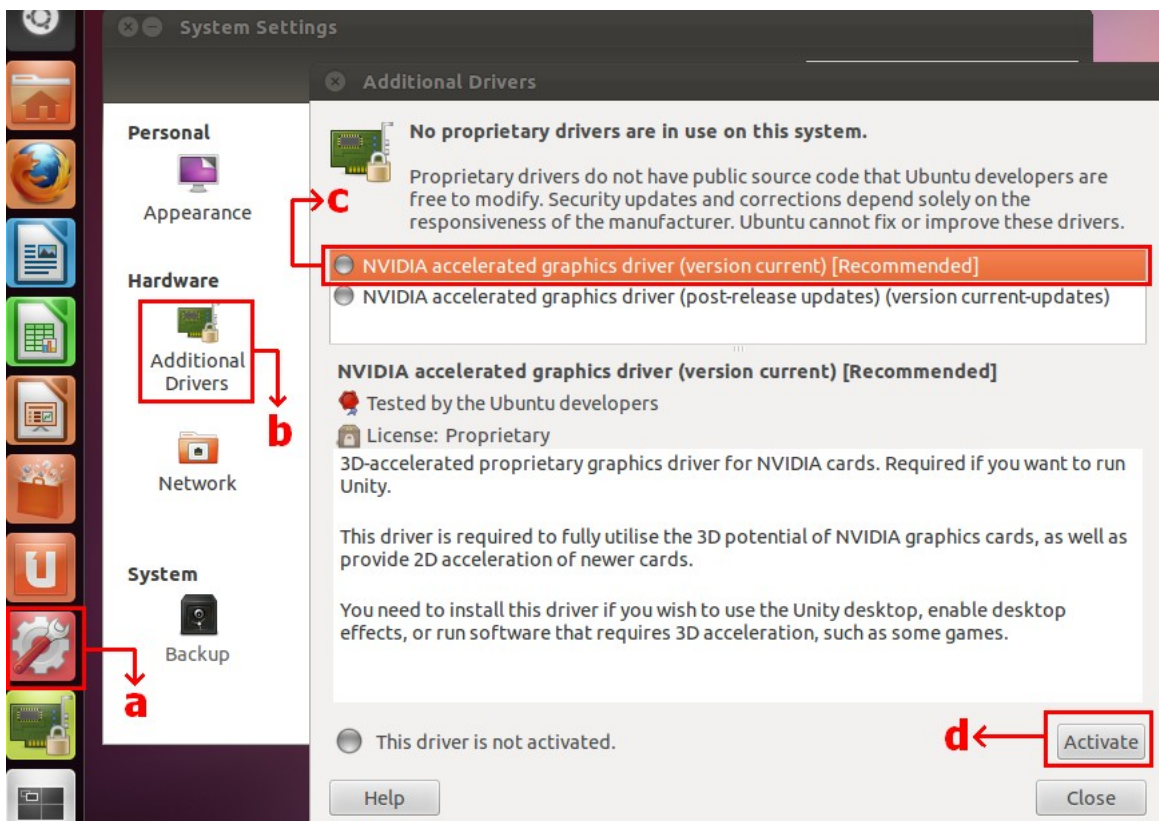 System Settings
Additional Drivers
Personal
Appearance
Hardware
Additional
Drivers
b
Network
System
Backup
a
No proprietary drivers are in use on this system.
Proprietary drivers do not have public source code that Ubuntu developers are
free to modify. Security updates and corrections depend solely on the
responsiveness of the manufacturer. Ubuntu cannot fix or improve these drivers.
c
NVIDIA accelerated graphics driver (version current) [Recommended]
NVIDIA accelerated graphics driver (post-release updates) (version current-updates)
NVIDIA accelerated graphics driver (version current) [Recommended]
Tested by the Ubuntu developers
License: Proprietary
3D-accelerated proprietary graphics driver for NVIDIA cards. Required if you want to run
Unity.
This driver is required to fully utilise the 3D potential of NVIDIA graphics cards, as well as
provide 2D acceleration of newer cards.
You need to install this driver if you wish to use the Unity desktop, enable desktop
effects, or run software that requires 3D acceleration, such as some games.
This driver is not activated.
d
Activate
Help
Close